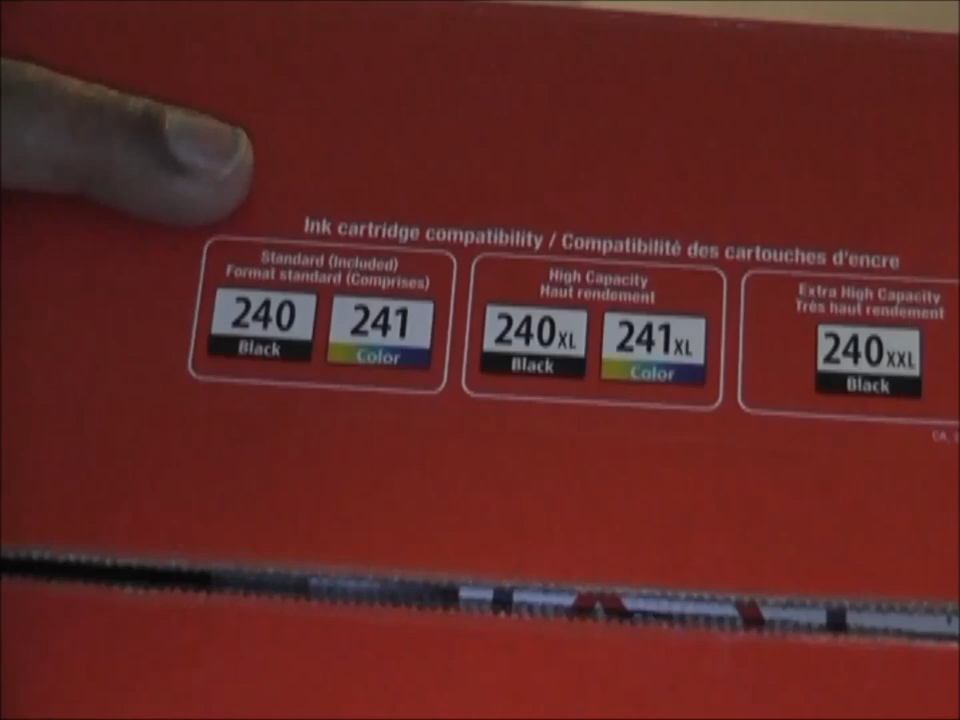 Ink cartridge compatibility / Compatibilité des cartouches d'encre
Standard (Included)
Format standard (Comprises)
240
Black
241
Color
High Capacity
Haut rendement
240XL
Black
241XL
Color
Extra High Capacity
Très haut rendement
240XXL
Black